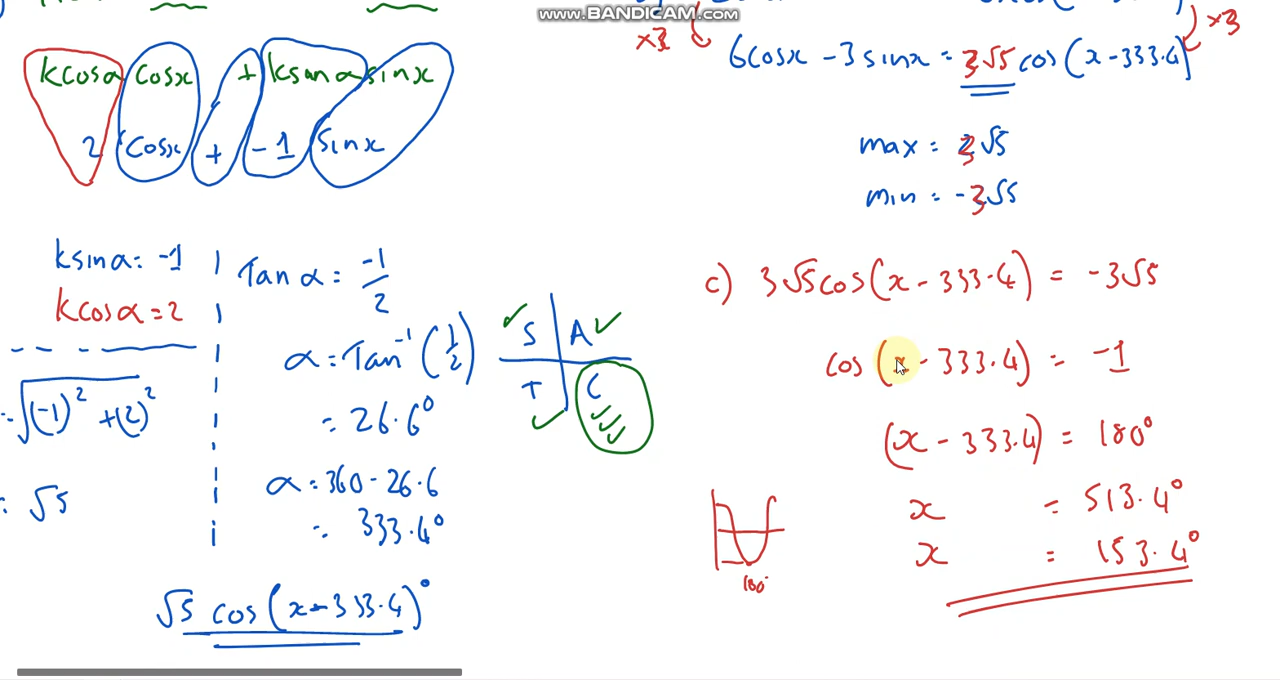 www.BANDICAM.com
kcosα cosx + ksinα sinx
2 cosx + -1 sinx
ksinα = -1
kcosα = 2
= √(-1)² + (2)²
= √5
Tan α = -1/2
α = Tan⁻¹(1/2)
= 26.6°
α = 360 - 26.6
= 333.4°
S A
T C
√5 cos(x - 333.4)°
×3
×3
6cosx - 3sinx = 3√5 cos(x - 333.4)
max = 3√5
min = -3√5
c) 3√5cos(x - 333.4) = -3√5
cos(x - 333.4) = -1
(x - 333.4) = 180°
x = 513.4°
x = 153.4°
180°